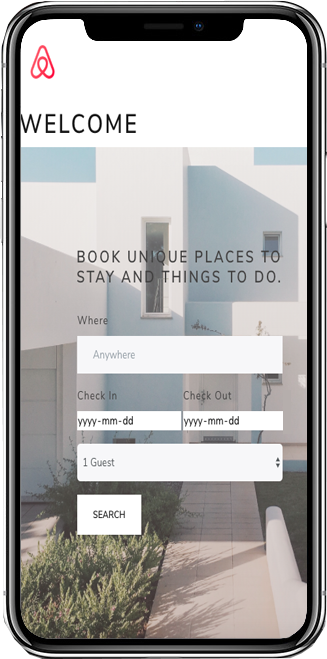 WELCOME
BOOK UNIQUE PLACES TO
STAY AND THINGS TO DO.
Where
Anywhere
Check In Check Out
yyyy-mm-dd yyyy-mm-dd
1 Guest
SEARCH